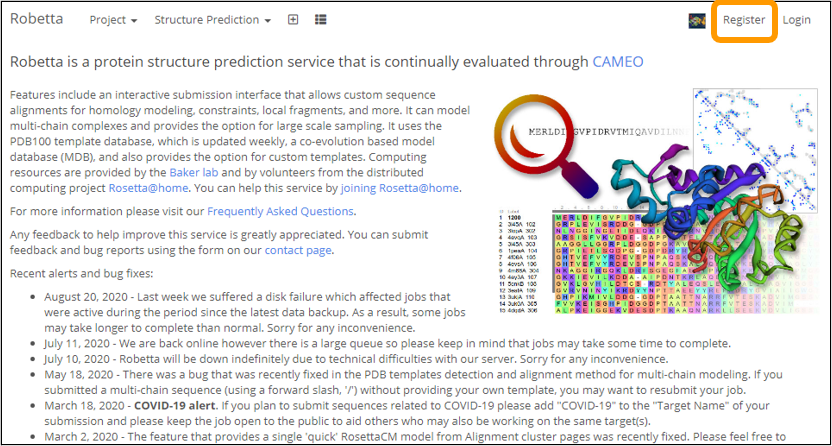 Robetta Project Structure Prediction Register Login
Robetta is a protein structure prediction service that is continually evaluated through CAMEO
Features include an interactive submission interface that allows custom sequence
alignments for homology modeling, constraints, local fragments, and more. It can model
multi-chain complexes and provides the option for large scale sampling. It uses the
PDB100 template database, which is updated weekly, a co-evolution based model
database (MDB), and also provides the option for custom templates. Computing
resources are provided by the Baker lab and by volunteers from the distributed
computing project Rosetta@home. You can help this service by joining Rosetta@home.
For more information please visit our Frequently Asked Questions.
Any feedback to help improve this service is greatly appreciated. You can submit
feedback and bug reports using the form on our contact page.
Recent alerts and bug fixes:
• August 20, 2020 - Last week we suffered a disk failure which affected jobs that
were active during the period since the latest data backup. As a result, some jobs
may take longer to complete than normal. Sorry for any inconvenience.
• July 11, 2020 - We are back online however there is a large queue so please keep in mind that jobs may take some time to complete.
• July 10, 2020 - Robetta will be down indefinitely due to technical difficulties with our server. Sorry for any inconvenience.
• May 18, 2020 - There was a bug that was recently fixed in the PDB templates detection and alignment method for multi-chain modeling. If you
submitted a multi-chain sequence (using a forward slash, '/') without providing your own template, you may want to resubmit your job.
• March 18, 2020 - COVID-19 alert. If you plan to submit sequences related to COVID-19 please add "COVID-19" to the "Target Name" of your
submission and please keep the job open to the public to aid others who may also be working on the same target(s).
• March 2, 2020 - The feature that provides a single 'quick' RosettaCM model from Alignment cluster pages was recently fixed. Please feel free to
MERLDI GVFIDRVTMIQAVDILN